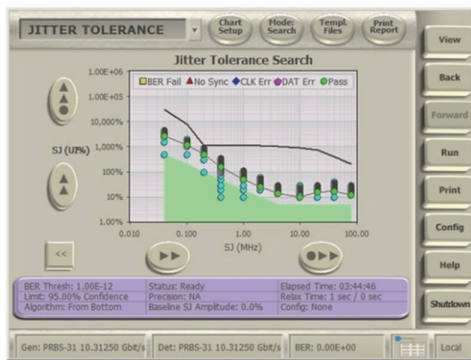 JITTER TOLERANCE
Chart Setup
Mode: Search
Templ. Files
Print Report
View
Back
Forward
Run
Print
Config
Help
Shutdown
Jitter Tolerance Search
BER Fail No Sync CLK Err DAT Err Pass
1.00E+06
1.00E+05
10,000%
1,000%
100%
10%
1.00%
SJ (UI%)
0.010 0.100 1.00 10.00 100.00
SJ (MHz)
<<
BER Thresh: 1.00E-12
Limit: 95.00% Confidence
Algorithm: From Bottom
Status: Ready
Precision: NA
Baseline SJ Amplitude: 0.0%
Elapsed Time: 03:44:46
Relax Time: 1 sec / 0 sec
Config: None
Gen: PRBS-31 10.31250 Gbit/s
Det: PRBS-31 10.31250 Gbit/s
BER: 0.00E+00
Local